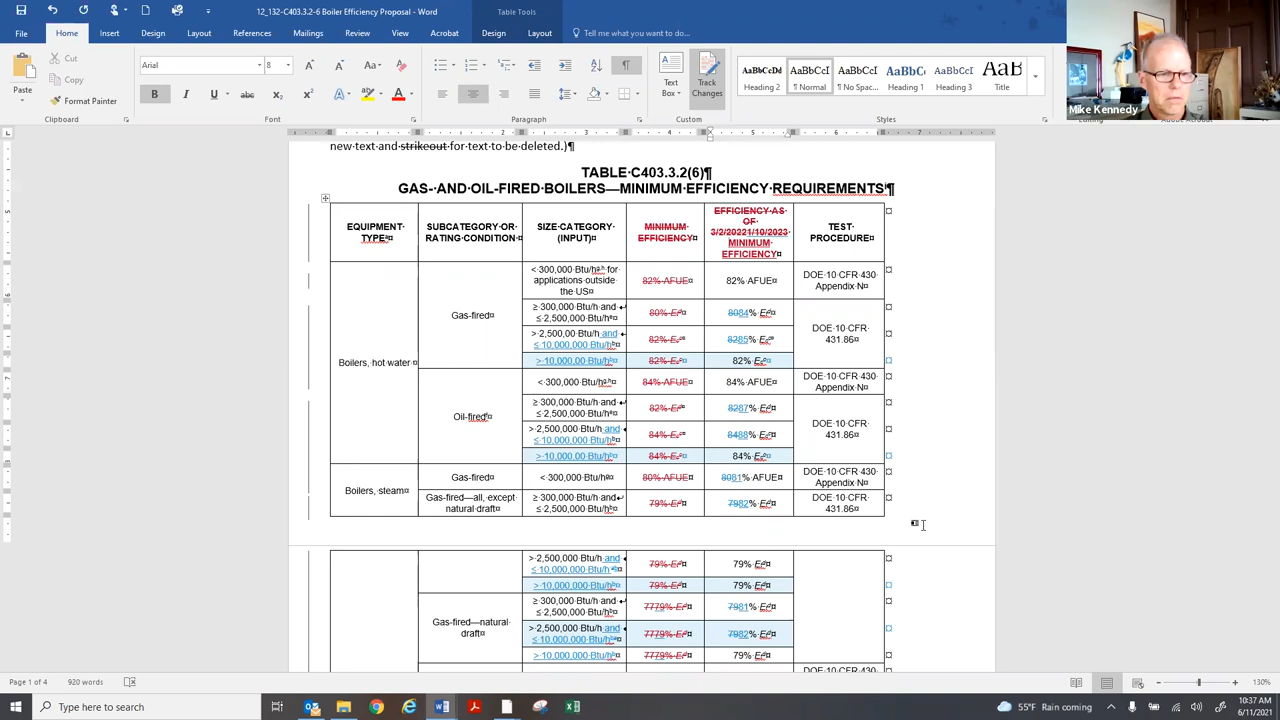 12_132-C403.3.2-6 Boilers.docx - Word
Table Tools
File Home Insert Design Layout References Mailings Review View Acrobat Design Layout Tell me what you want to do...
Paste
Cut
Copy
Format Painter
Clipboard
Arial 8
Font
Paragraph
Text Box
Track Changes
Custom
AaBbCcDd AaBbCcI AaBbCcI AaBbC AaBbCcI AaB
Heading 2 ¶ Normal ¶ No Spac... Heading 1 Heading 3 Title
Styles
Mike Kennedy
new text and strikeout for text to be deleted.)¶
TABLE C403.3.2(6)¶
GAS- AND OIL-FIRED BOILERS—MINIMUM EFFICIENCY REQUIREMENTS¶
EQUIPMENT TYPE
SUBCATEGORY OR RATING CONDITION
SIZE CATEGORY (INPUT)
MINIMUM EFFICIENCY
EFFICIENCY AS OF 3/2/20221/10/2023 MINIMUM EFFICIENCY
TEST PROCEDURE
Boilers, hot water
Gas-fired
< 300,000 Btu/h g,h for applications outside the US
82% AFUE
82% AFUE
DOE 10 CFR 430 Appendix N
≥ 300,000 Btu/h and ≤ 2,500,000 Btu/h
80% Et
8084% Et
DOE 10 CFR 431.86
> 2,500,00 Btu/h and ≤ 10,000,000 Btu/h
82% Ec
8285% Ec
> 10,000,00 Btu/h
82% Ec
82% Ec
Oil-fired
< 300,000 Btu/h
84% AFUE
84% AFUE
DOE 10 CFR 430 Appendix N
≥ 300,000 Btu/h and ≤ 2,500,000 Btu/h
82% Et
8287% Et
DOE 10 CFR 431.86
> 2,500,000 Btu/h and ≤ 10,000,000 Btu/h
84% Ec
8488% Ec
> 10,000,00 Btu/h
84% Ec
84% Ec
Boilers, steam
Gas-fired
< 300,000 Btu/h
80% AFUE
8081% AFUE
DOE 10 CFR 430 Appendix N
Gas-fired—all, except natural draft
≥ 300,000 Btu/h and ≤ 2,500,000 Btu/h
79% Et
7982% Et
DOE 10 CFR 431.86
> 2,500,000 Btu/h and ≤ 10,000,000 Btu/h
79% Et
79% Et
> 10,000,000 Btu/h
79% Et
79% Et
Gas-fired—natural draft
≥ 300,000 Btu/h and ≤ 2,500,000 Btu/h
7779% Et
7981% Et
> 2,500,000 Btu/h and ≤ 10,000,000 Btu/h
7779% Et
7982% Et
> 10,000,000 Btu/h
7779% Et
79% Et
DOE 10 CFR 430
Page 1 of 4 920 words
130%
Type here to search
55°F Rain coming
10:37 AM
6/11/2021